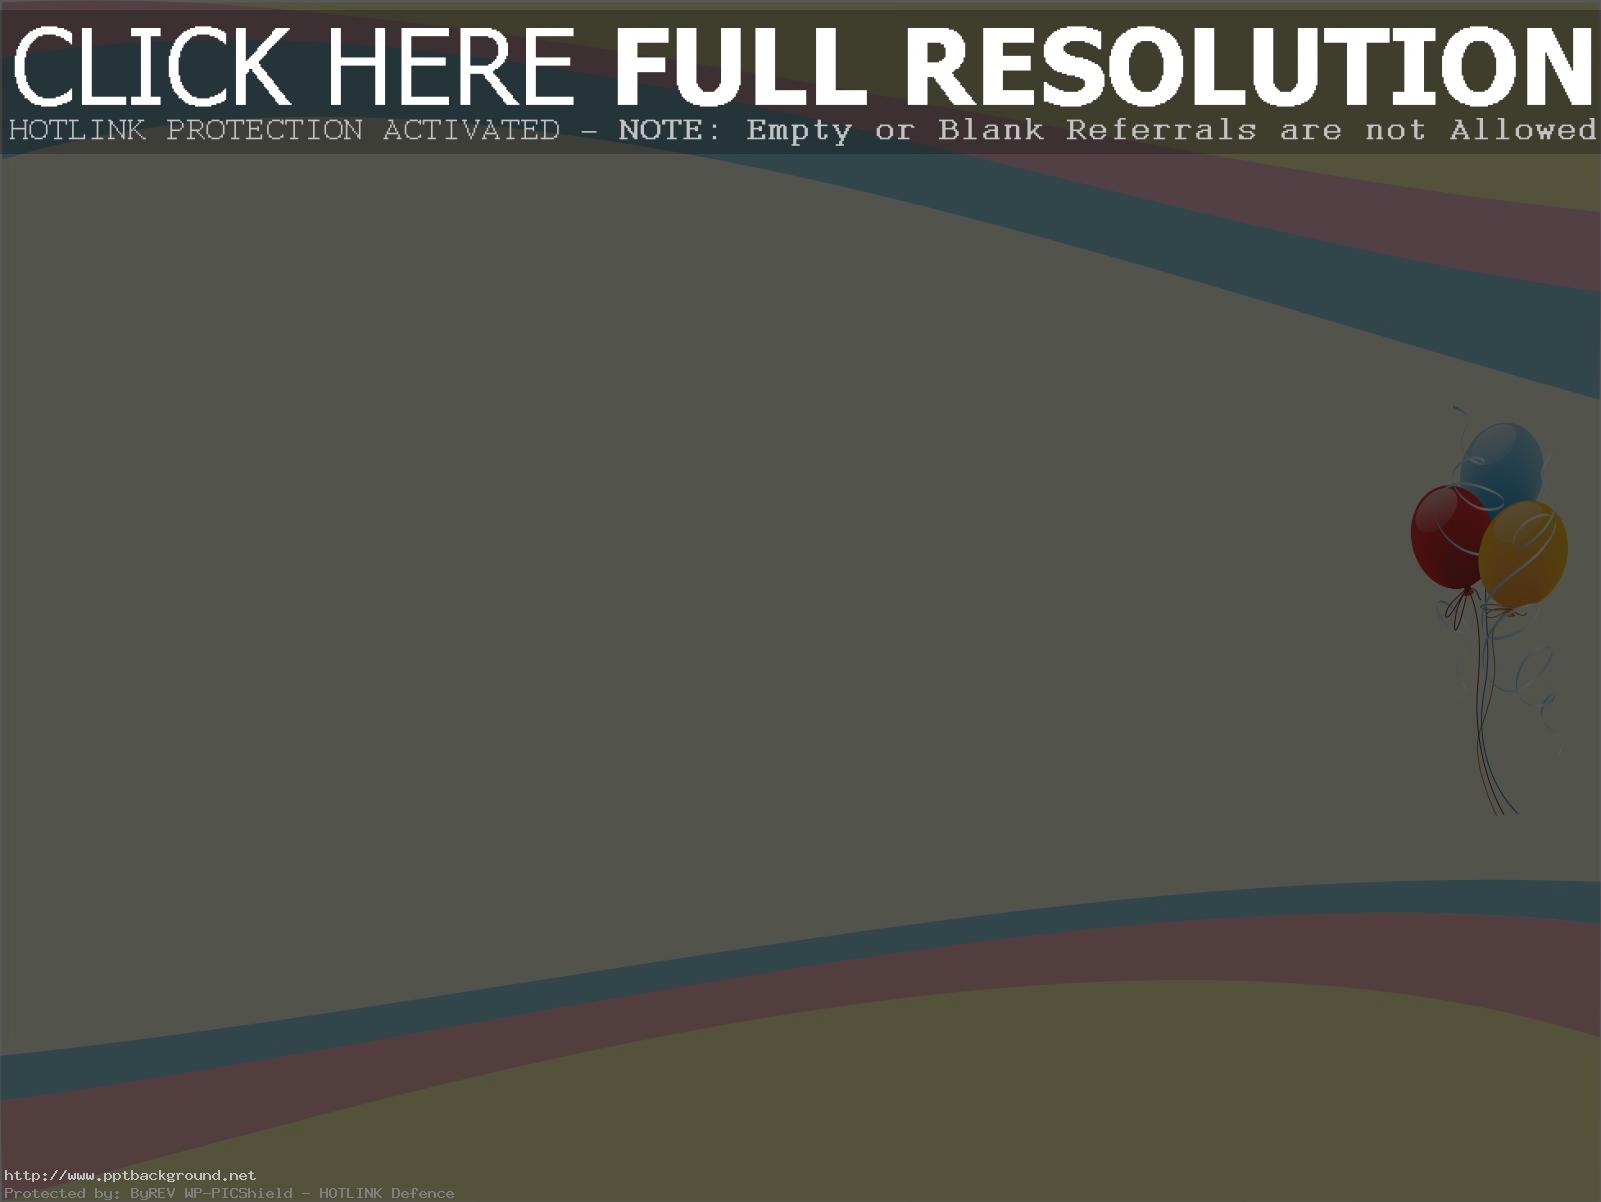 CLICK HERE FULL RESOLUTION
HOTLINK PROTECTION ACTIVATED - NOTE: Empty or Blank Referrals are not Allowed
http://www.pptbackground.net
Protected by: ByREV WP-PICShield - HOTLINK Defence